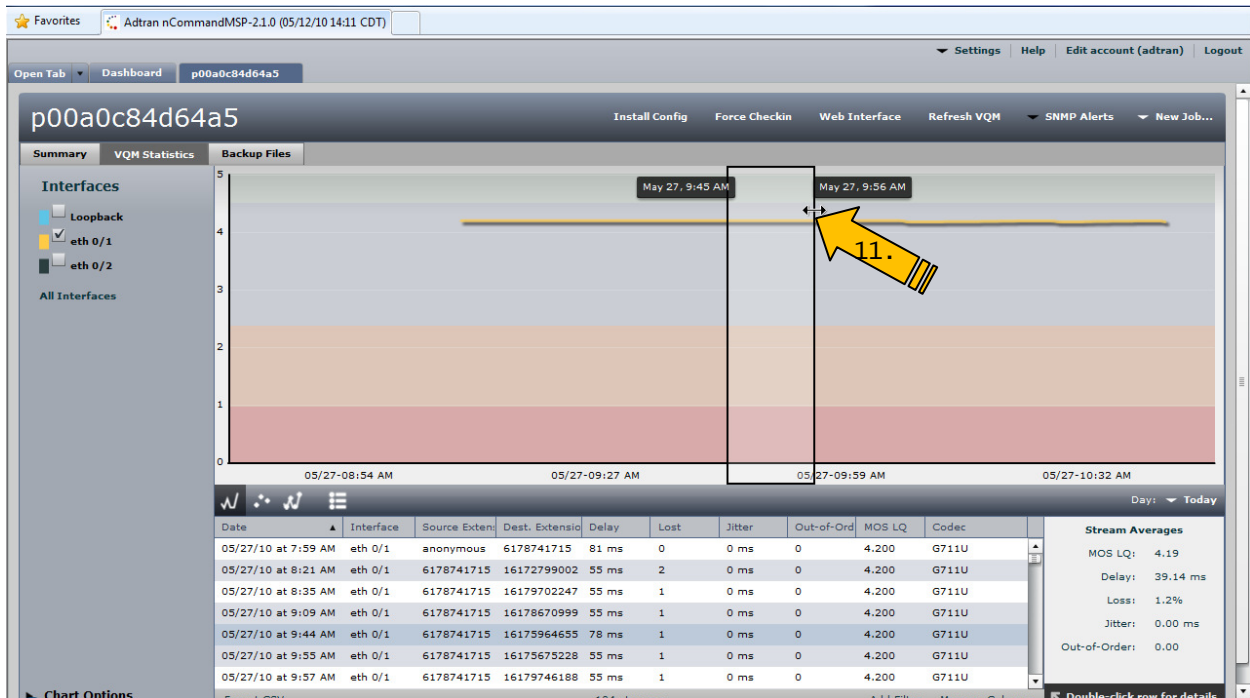 Favorites
Adtran nCommandMSP-2.1.0 (05/12/10 14:11 CDT)
Settings Help Edit account (adtran) Logout
Open Tab Dashboard p00a0c84d64a5
p00a0c84d64a5
Install Config Force Checkin Web Interface Refresh VQM SNMP Alerts New Job...
Summary VQM Statistics Backup Files
Interfaces
Loopback
eth 0/1
eth 0/2
All Interfaces
5
May 27, 9:45 AM May 27, 9:56 AM
4
11.
3
2
1
0
05/27-08:54 AM 05/27-09:27 AM 05/27-09:59 AM 05/27-10:32 AM
Day: Today
Date Interface Source Exten: Dest. Extensio Delay Lost Jitter Out-of-Ord MOS LQ Codec
05/27/10 at 7:59 AM eth 0/1 anonymous 6178741715 81 ms 0 0 ms 0 4.200 G711U
05/27/10 at 8:21 AM eth 0/1 6178741715 16172799002 55 ms 2 0 ms 0 4.200 G711U
05/27/10 at 8:35 AM eth 0/1 6178741715 16179702247 55 ms 1 0 ms 0 4.200 G711U
05/27/10 at 9:09 AM eth 0/1 6178741715 16178670999 55 ms 1 0 ms 0 4.200 G711U
05/27/10 at 9:44 AM eth 0/1 6178741715 16175964655 78 ms 1 0 ms 0 4.200 G711U
05/27/10 at 9:55 AM eth 0/1 6178741715 16175675228 55 ms 1 0 ms 0 4.200 G711U
05/27/10 at 9:57 AM eth 0/1 6178741715 16179746188 55 ms 1 0 ms 0 4.200 G711U
Stream Averages
MOS LQ: 4.19
Delay: 39.14 ms
Loss: 1.2%
Jitter: 0.00 ms
Out-of-Order: 0.00
Chart Options
Double-click row for details